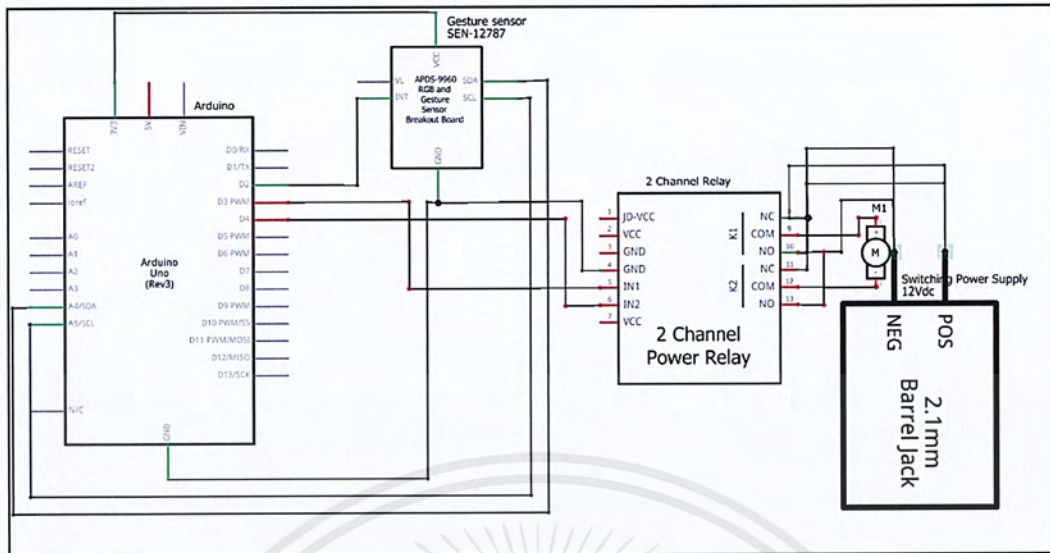 Gesture sensor
SEN-12787
VCC
VL
INT
SDA
SCL
APDS-9960
RGB and
Gesture
Sensor
Breakout Board
GND
Arduino
3V3
5V
VIN
RESET
RESET2
AREF
ioref
A0
A1
A2
A3
A4/SDA
A5/SCL
N/C
D0/RX
D1/TX
D2
D3 PWM
D4
D5 PWM
D6 PWM
D7
D8
D9 PWM
D10 PWM/SS
D11 PWM/MOSI
D12/MISO
D13/SCK
Arduino
Uno
(Rev3)
GND
2 Channel Relay
1 JD-VCC
2 VCC
3 GND
4 GND
5 IN1
6 IN2
7 VCC
K1
K2
NC
COM 9
NO 10
NC 11
COM 12
NO 13
2 Channel
Power Relay
M1
M
Switching Power Supply
12Vdc
NEG
POS
2.1mm
Barrel Jack